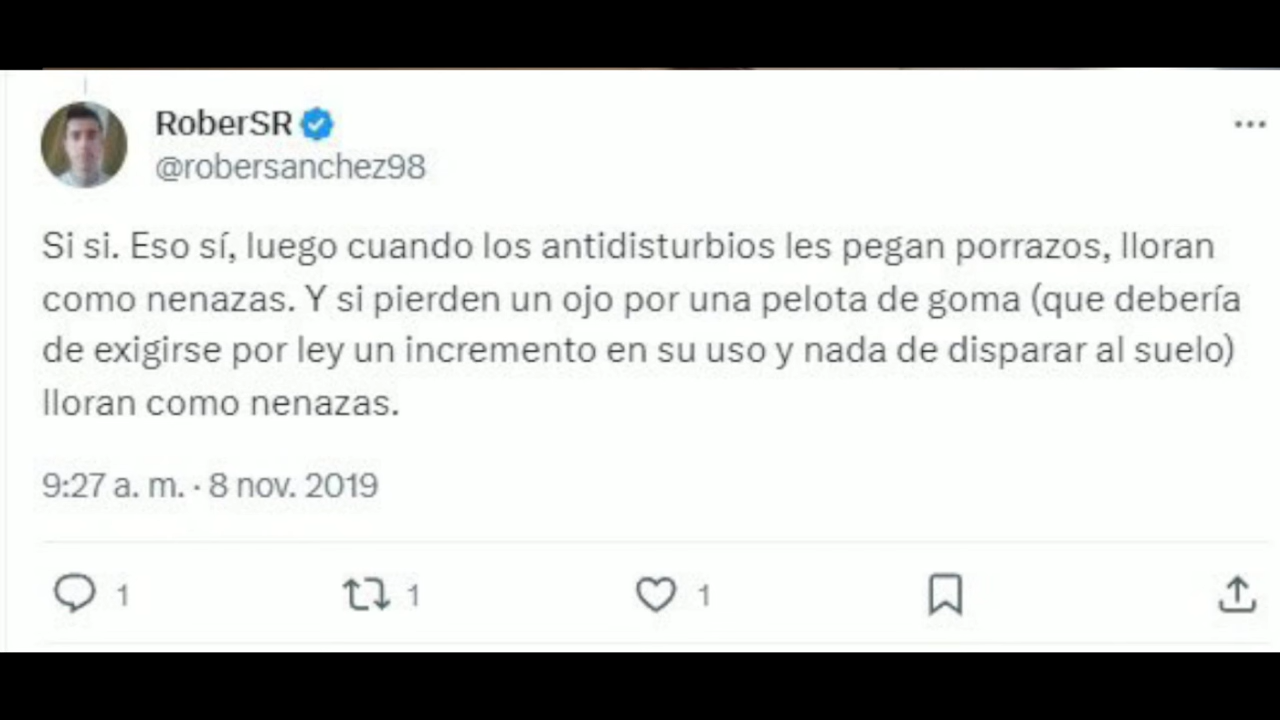 RoberSR
@robersanchez98
Si si. Eso sí, luego cuando los antidisturbios les pegan porrazos, lloran
como nenazas. Y si pierden un ojo por una pelota de goma (que debería
de exigirse por ley un incremento en su uso y nada de disparar al suelo)
lloran como nenazas.
9:27 a. m. · 8 nov. 2019
1 1 1